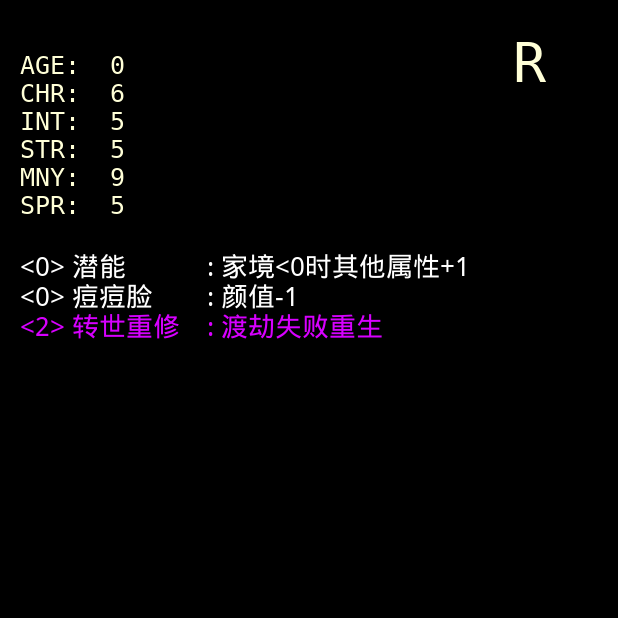 R
AGE: 0
CHR: 6
INT: 5
STR: 5
MNY: 9
SPR: 5
<0> 潜能 : 家境<0时其他属性+1
<0> 痘痘脸 : 颜值-1
<2> 转世重修 : 渡劫失败重生